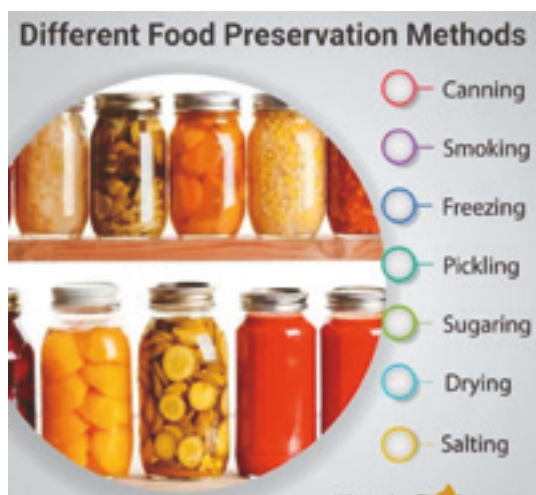 Different Food Preservation Methods
Canning
Smoking
Freezing
Pickling
Sugaring
Drying
Salting